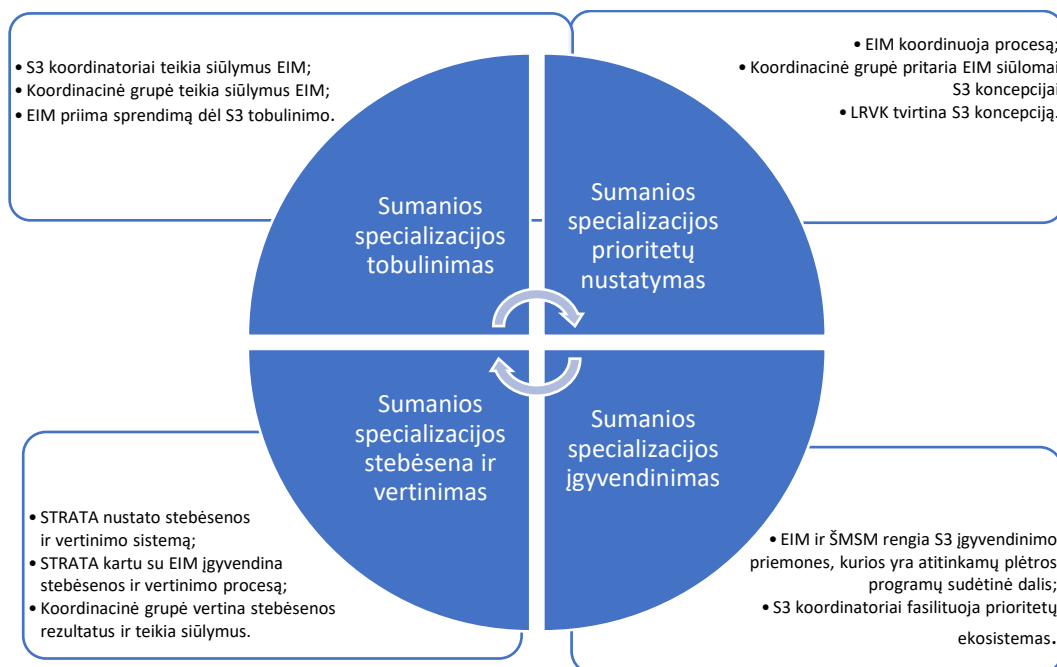 • S3 koordinatoriai teikia siūlymus EIM;
• Koordinacinė grupė teikia siūlymus EIM;
• EIM priima sprendimą dėl S3 tobulinimo.
• EIM koordinuoja procesą;
• Koordinacinė grupė pritaria EIM siūlomai
S3 koncepcijai
• LRVK tvirtina S3 koncepciją.
Sumanios
specializacijos
tobulinimas
Sumanios
specializacijos
prioritetų
nustatymas
Sumanios
specializacijos
stebėsena ir
vertinimas
Sumanios
specializacijos
įgyvendinimas
• STRATA nustato stebėsenos
ir vertinimo sistemą;
• STRATA kartu su EIM įgyvendina
stebėsenos ir vertinimo procesą;
• Koordinacinė grupė vertina stebėsenos
rezultatus ir teikia siūlymus.
• EIM ir ŠMSM rengia S3 įgyvendinimo
priemones, kurios yra atitinkamų plėtros
programų sudėtinė dalis;
• S3 koordinatoriai fasilituoja prioritetų
ekosistemas.